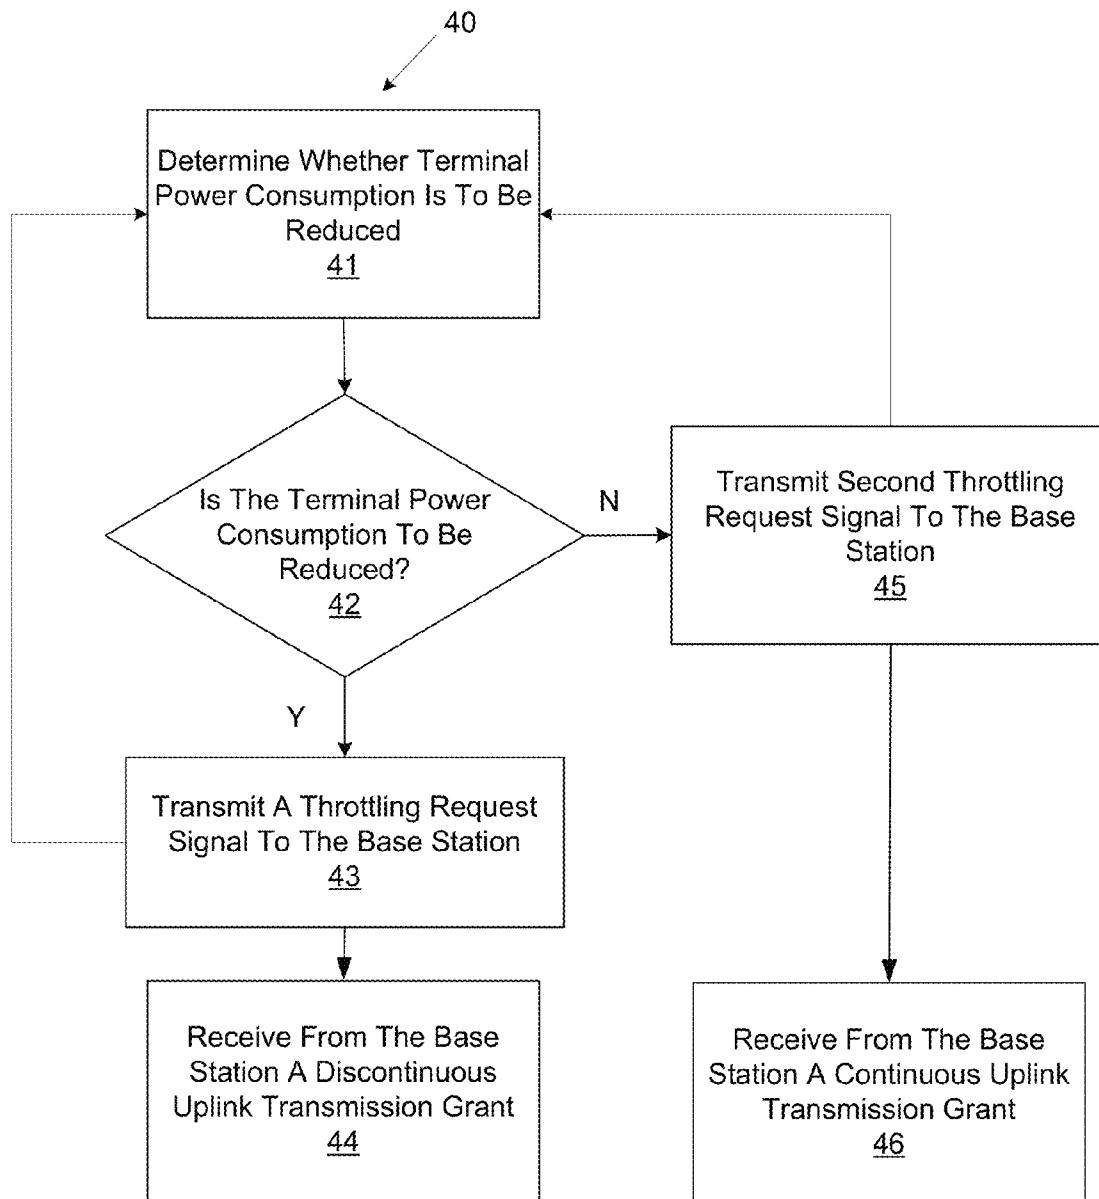 40
Determine Whether Terminal
Power Consumption Is To Be
Reduced
41
Is The Terminal Power
Consumption To Be
Reduced?
42
N
Transmit Second Throttling
Request Signal To The Base
Station
45
Y
Transmit A Throttling Request
Signal To The Base Station
43
Receive From The Base
Station A Discontinuous
Uplink Transmission Grant
44
Receive From The Base
Station A Continuous Uplink
Transmission Grant
46